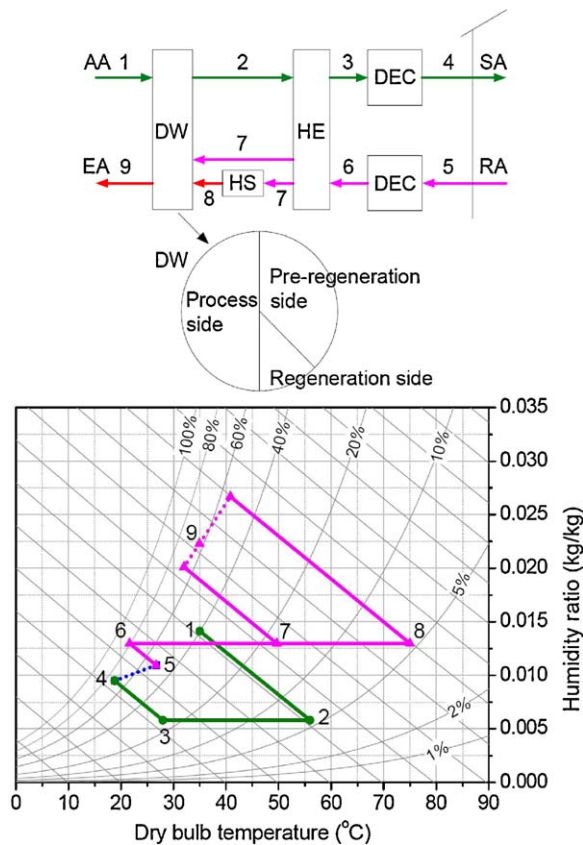 AA 1 2 3 4 SA
DEC
DW HE
7
EA 9 6 5 RA
HS DEC
8 7
DW
Pre-regeneration
side
Process
side
Regeneration side
100% 80% 60% 40% 20% 10%
5%
2%
1%
9
6 1 7 8
5
4
3 2
0.035
0.030
0.025
0.020
0.015
0.010
0.005
0.000
Humidity ratio (kg/kg)
0 10 20 30 40 50 60 70 80 90
Dry bulb temperature (°C)